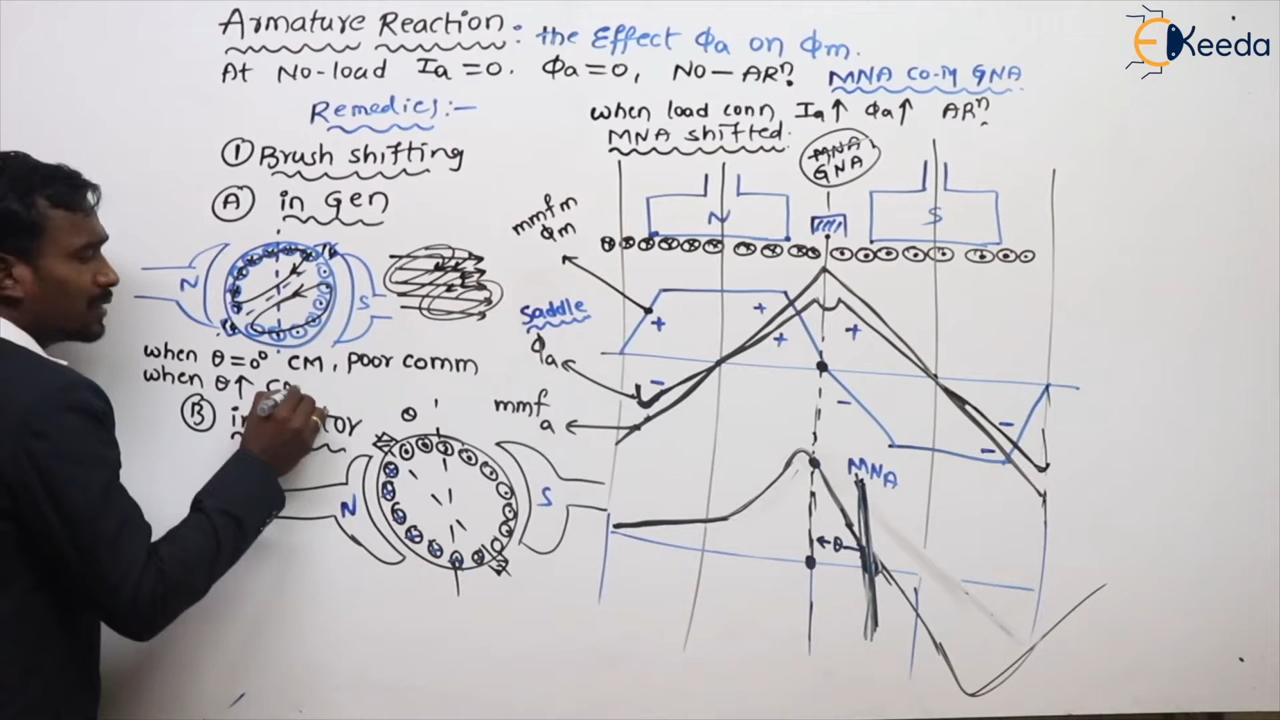 Armature Reaction : the Effect Φa on Φm.
At No-load Ia=0. Φa=0, No-ARn. MNA CO-M GNA
Remedies:-
when load conn Ia↑ Φa↑ ARn.
MNA shifted.
① Brush shifting
MNA
GNA
Ⓐ in Gen
mmfm
Φm
N
S
N
S
Saddle
Φa
+
+
+
+
-
-
-
-
when θ=0° CM, poor comm
when θ↑
mmf
a
Ⓑ
θ
N
S
MNA
←θ
EKeeda